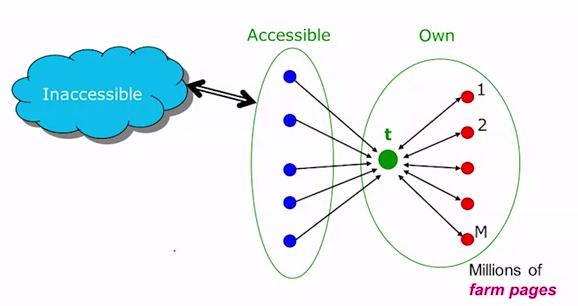 Accessible
Own
Inaccessible
t
1
2
M
Millions of
farm pages